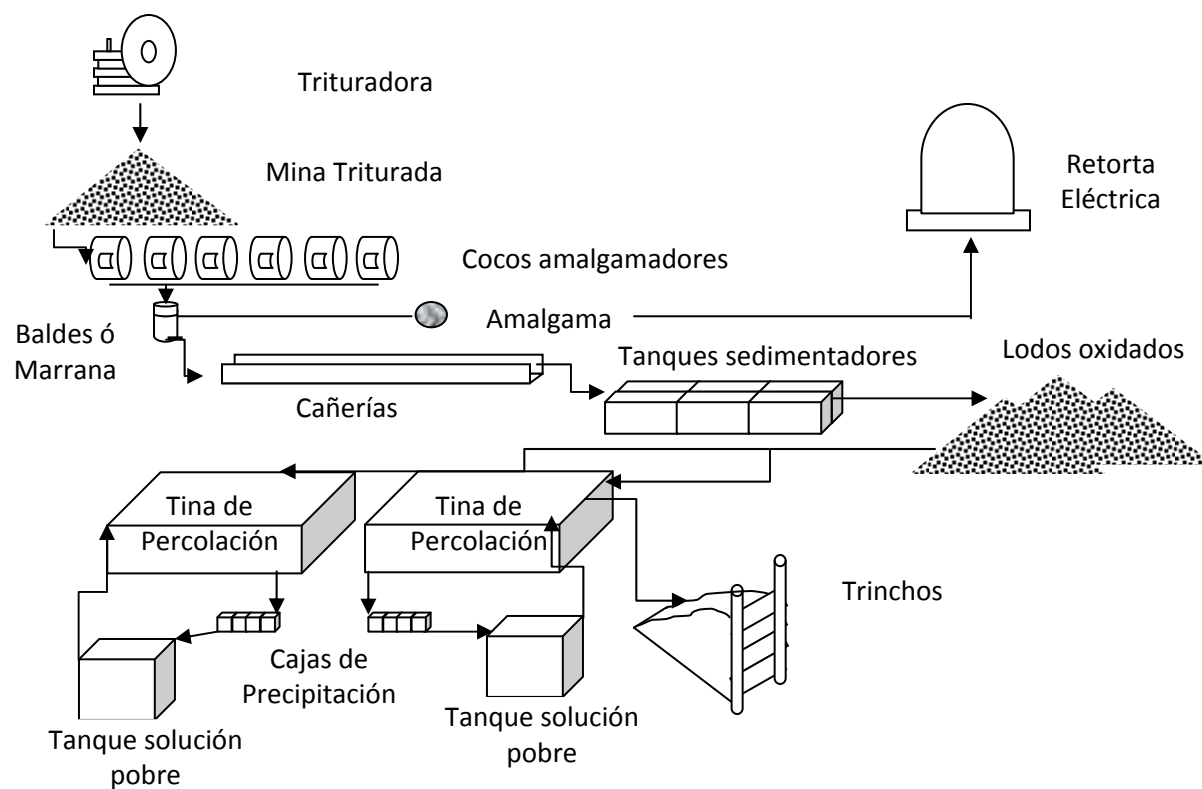 Trituradora
Mina Triturada
Retorta
Eléctrica
Cocos amalgamadores
Amalgama
Baldes ó
Marrana
Tanques sedimentadores
Lodos oxidados
Cañerías
Tina de
Percolación
Tina de
Percolación
Trinchos
Cajas de
Precipitación
Tanque solución
pobre
Tanque solución
pobre